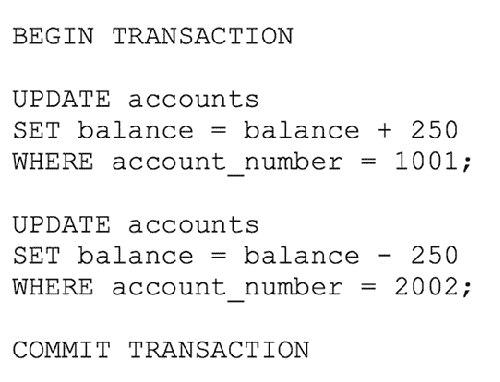 BEGIN TRANSACTION
UPDATE accounts
SET balance = balance + 250
WHERE account_number = 1001;
UPDATE accounts
SET balance = balance - 250
WHERE account_number = 2002;
COMMIT TRANSACTION